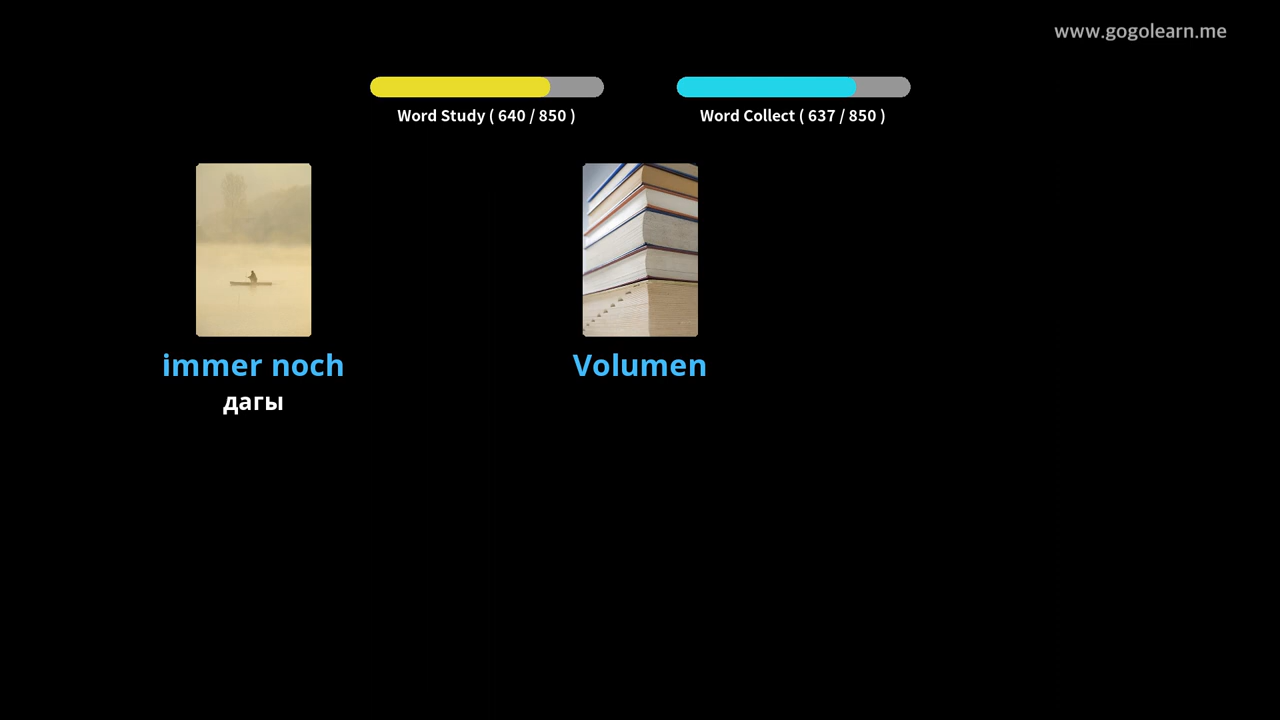 www.gogolearn.me
Word Study ( 640 / 850 )
Word Collect ( 637 / 850 )
immer noch
дагы
Volumen